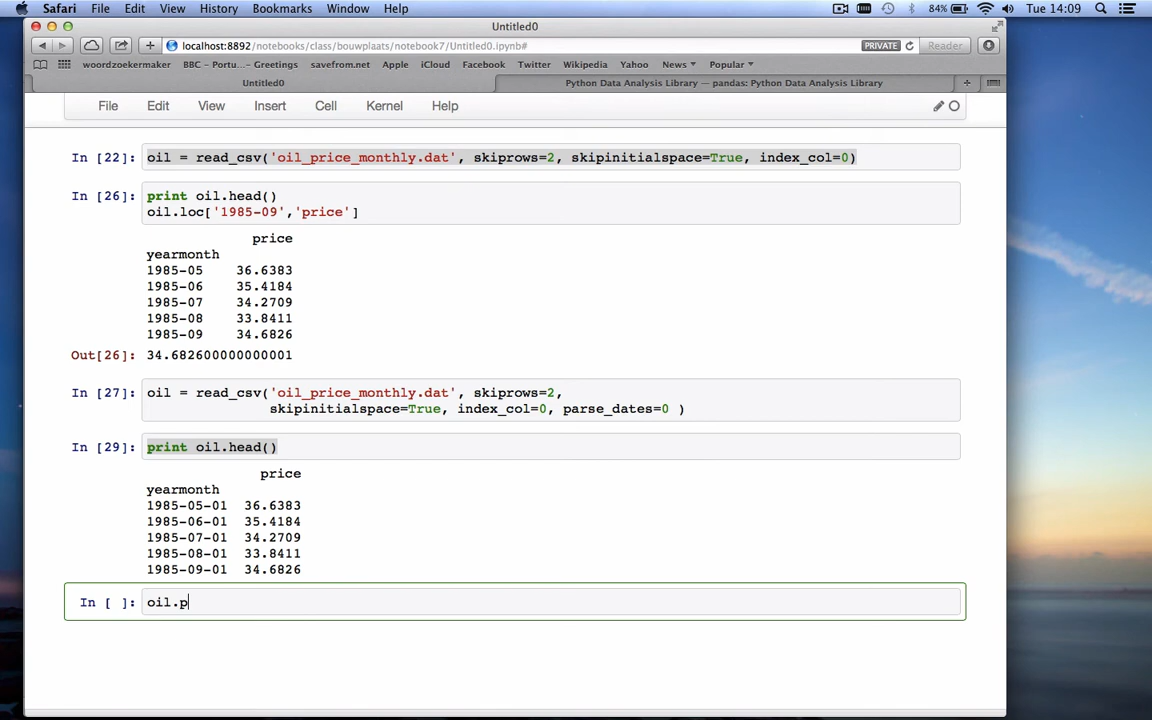 Safari File Edit View History Bookmarks Window Help 84% Tue 14:09
Untitled0
localhost:8892/notebooks/class/bouwplaats/notebook7/Untitled0.ipynb# PRIVATE Reader
woordzoekermaker BBC – Portu...– Greetings savefrom.net Apple iCloud Facebook Twitter Wikipedia Yahoo News Popular
Untitled0 Python Data Analysis Library — pandas: Python Data Analysis Library
File Edit View Insert Cell Kernel Help
In [22]: oil = read_csv('oil_price_monthly.dat', skiprows=2, skipinitialspace=True, index_col=0)
In [26]: print oil.head()
oil.loc['1985-09','price']
price
yearmonth
1985-05 36.6383
1985-06 35.4184
1985-07 34.2709
1985-08 33.8411
1985-09 34.6826
Out[26]: 34.682600000000001
In [27]: oil = read_csv('oil_price_monthly.dat', skiprows=2,
skipinitialspace=True, index_col=0, parse_dates=0 )
In [29]: print oil.head()
price
yearmonth
1985-05-01 36.6383
1985-06-01 35.4184
1985-07-01 34.2709
1985-08-01 33.8411
1985-09-01 34.6826
In [ ]: oil.p